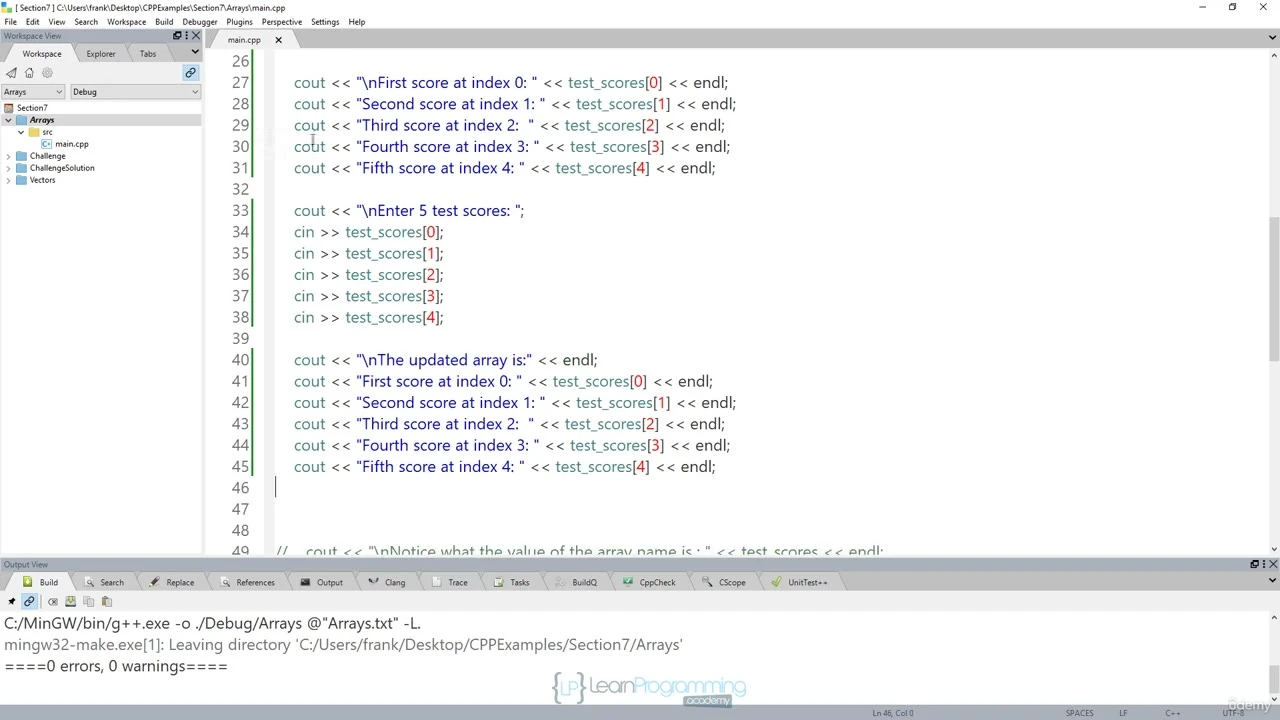 [ Section7 ] C:\Users\frank\Desktop\CPPExamples\Section7\Arrays\main.cpp
File Edit View Search Workspace Build Debugger Plugins Perspective Settings Help
Workspace View
Workspace Explorer Tabs
Arrays Debug
Section7
Arrays
src
main.cpp
Challenge
ChallengeSolution
Vectors
main.cpp
26
27 cout << "\nFirst score at index 0: " << test_scores[0] << endl;
28 cout << "Second score at index 1: " << test_scores[1] << endl;
29 cout << "Third score at index 2:  " << test_scores[2] << endl;
30 cout << "Fourth score at index 3: " << test_scores[3] << endl;
31 cout << "Fifth score at index 4: " << test_scores[4] << endl;
32
33 cout << "\nEnter 5 test scores: ";
34 cin >> test_scores[0];
35 cin >> test_scores[1];
36 cin >> test_scores[2];
37 cin >> test_scores[3];
38 cin >> test_scores[4];
39
40 cout << "\nThe updated array is:" << endl;
41 cout << "First score at index 0: " << test_scores[0] << endl;
42 cout << "Second score at index 1: " << test_scores[1] << endl;
43 cout << "Third score at index 2:  " << test_scores[2] << endl;
44 cout << "Fourth score at index 3: " << test_scores[3] << endl;
45 cout << "Fifth score at index 4: " << test_scores[4] << endl;
46
47
48
49 // cout << "\nNotice what the value of the array name is : " << test_scores << endl;
Output View
Build Search Replace References Output Clang Trace Tasks BuildQ CppCheck CScope UnitTest++
C:/MinGW/bin/g++.exe -o ./Debug/Arrays @"Arrays.txt" -L.
mingw32-make.exe[1]: Leaving directory 'C:/Users/frank/Desktop/CPPExamples/Section7/Arrays'
====0 errors, 0 warnings====
{LP} LearnProgramming
academy
Ln 46, Col 0 SPACES LF C++ UTF-8
ûdemy